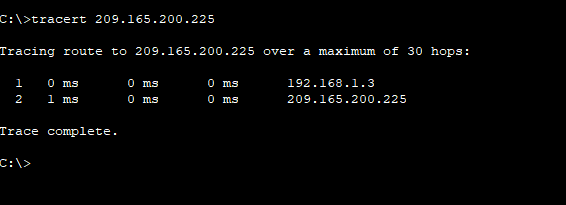 C:\>tracert 209.165.200.225
Tracing route to 209.165.200.225 over a maximum of 30 hops:
1 0 ms 0 ms 0 ms 192.168.1.3
2 1 ms 0 ms 0 ms 209.165.200.225
Trace complete.
C:\>